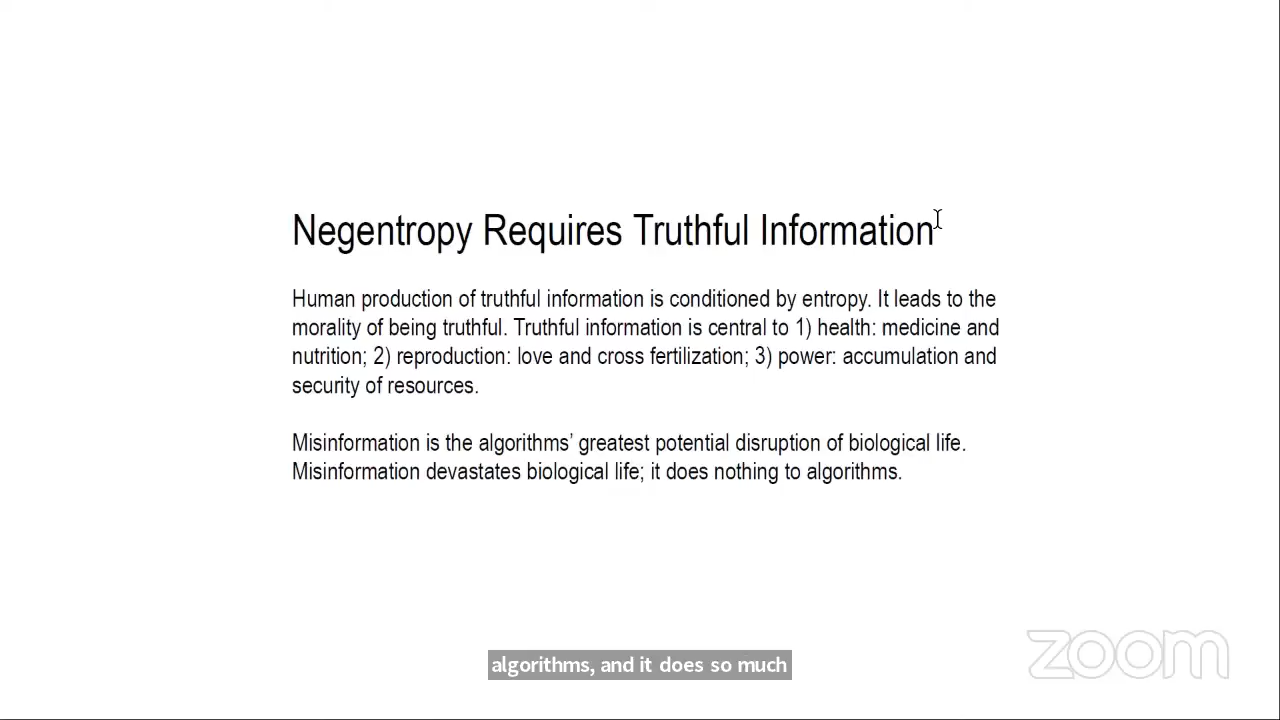 Negentropy Requires Truthful Information
Human production of truthful information is conditioned by entropy. It leads to the
morality of being truthful. Truthful information is central to 1) health: medicine and
nutrition; 2) reproduction: love and cross fertilization; 3) power: accumulation and
security of resources.
Misinformation is the algorithms’ greatest potential disruption of biological life.
Misinformation devastates biological life; it does nothing to algorithms.
algorithms, and it does so much
zoom